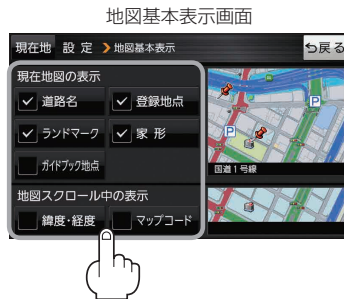 地図基本表示画面
現在地 設 定 > 地図基本表示 戻る
現在地図の表示
道路名 登録地点
ランドマーク 家 形
ガイドブック地点
国道1号線
地図スクロール中の表示
緯度・経度 マップコード
P
P